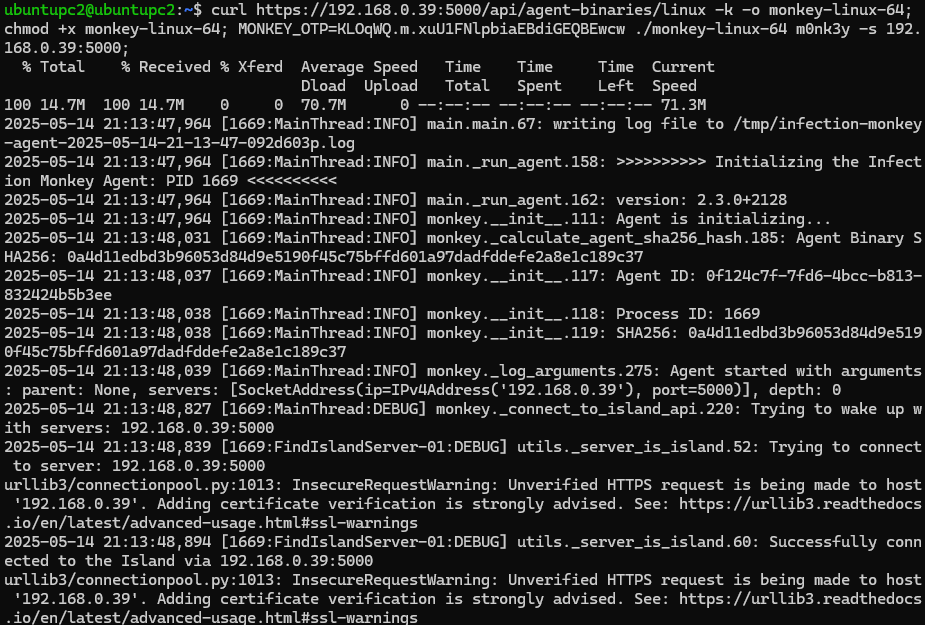 ubuntupc2@ubuntupc2:~$ curl https://192.168.0.39:5000/api/agent-binaries/linux -k -o monkey-linux-64;
chmod +x monkey-linux-64; MONKEY_OTP=KLOqWQ.m.xuU1FNlpbiaEBdiGEQBEwcw ./monkey-linux-64 m0nk3y -s 192.
168.0.39:5000;
  % Total    % Received % Xferd  Average Speed   Time    Time     Time  Current
                                 Dload  Upload   Total   Spent    Left  Speed
100 14.7M  100 14.7M    0     0  70.7M      0 --:--:-- --:--:-- --:--:-- 71.3M
2025-05-14 21:13:47,964 [1669:MainThread:INFO] main.main.67: writing log file to /tmp/infection-monkey
-agent-2025-05-14-21-13-47-092d603p.log
2025-05-14 21:13:47,964 [1669:MainThread:INFO] main._run_agent.158: >>>>>>>>>> Initializing the Infect
ion Monkey Agent: PID 1669 <<<<<<<<<<
2025-05-14 21:13:47,964 [1669:MainThread:INFO] main._run_agent.162: version: 2.3.0+2128
2025-05-14 21:13:47,964 [1669:MainThread:INFO] monkey.__init__.111: Agent is initializing...
2025-05-14 21:13:48,031 [1669:MainThread:INFO] monkey._calculate_agent_sha256_hash.185: Agent Binary S
HA256: 0a4d11edbd3b96053d84d9e5190f45c75bffd601a97dadfddefe2a8e1c189c37
2025-05-14 21:13:48,037 [1669:MainThread:INFO] monkey.__init__.117: Agent ID: 0f124c7f-7fd6-4bcc-b813-
832424b5b3ee
2025-05-14 21:13:48,038 [1669:MainThread:INFO] monkey.__init__.118: Process ID: 1669
2025-05-14 21:13:48,038 [1669:MainThread:INFO] monkey.__init__.119: SHA256: 0a4d11edbd3b96053d84d9e519
0f45c75bffd601a97dadfddefe2a8e1c189c37
2025-05-14 21:13:48,039 [1669:MainThread:INFO] monkey._log_arguments.275: Agent started with arguments
: parent: None, servers: [SocketAddress(ip=IPv4Address('192.168.0.39'), port=5000)], depth: 0
2025-05-14 21:13:48,827 [1669:MainThread:DEBUG] monkey._connect_to_island_api.220: Trying to wake up w
ith servers: 192.168.0.39:5000
2025-05-14 21:13:48,839 [1669:FindIslandServer-01:DEBUG] utils._server_is_island.52: Trying to connect
 to server: 192.168.0.39:5000
urllib3/connectionpool.py:1013: InsecureRequestWarning: Unverified HTTPS request is being made to host
 '192.168.0.39'. Adding certificate verification is strongly advised. See: https://urllib3.readthedocs
.io/en/latest/advanced-usage.html#ssl-warnings
2025-05-14 21:13:48,894 [1669:FindIslandServer-01:DEBUG] utils._server_is_island.60: Successfully conn
ected to the Island via 192.168.0.39:5000
urllib3/connectionpool.py:1013: InsecureRequestWarning: Unverified HTTPS request is being made to host
 '192.168.0.39'. Adding certificate verification is strongly advised. See: https://urllib3.readthedocs
.io/en/latest/advanced-usage.html#ssl-warnings